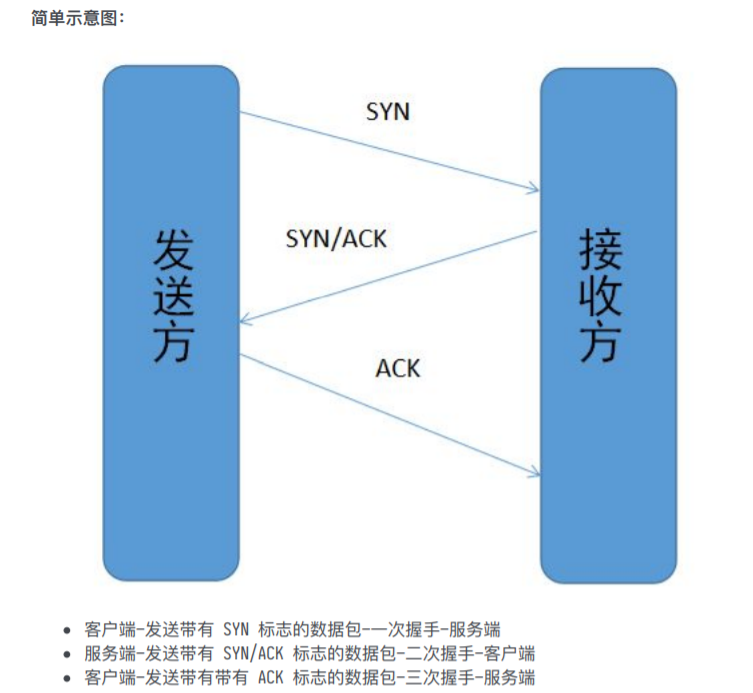 简单示意图：
SYN
SYN/ACK
ACK
发送方
接收方
客户端–发送带有 SYN 标志的数据包–一次握手–服务端
服务端–发送带有 SYN/ACK 标志的数据包–二次握手–客户端
客户端–发送带有带有 ACK 标志的数据包–三次握手–服务端